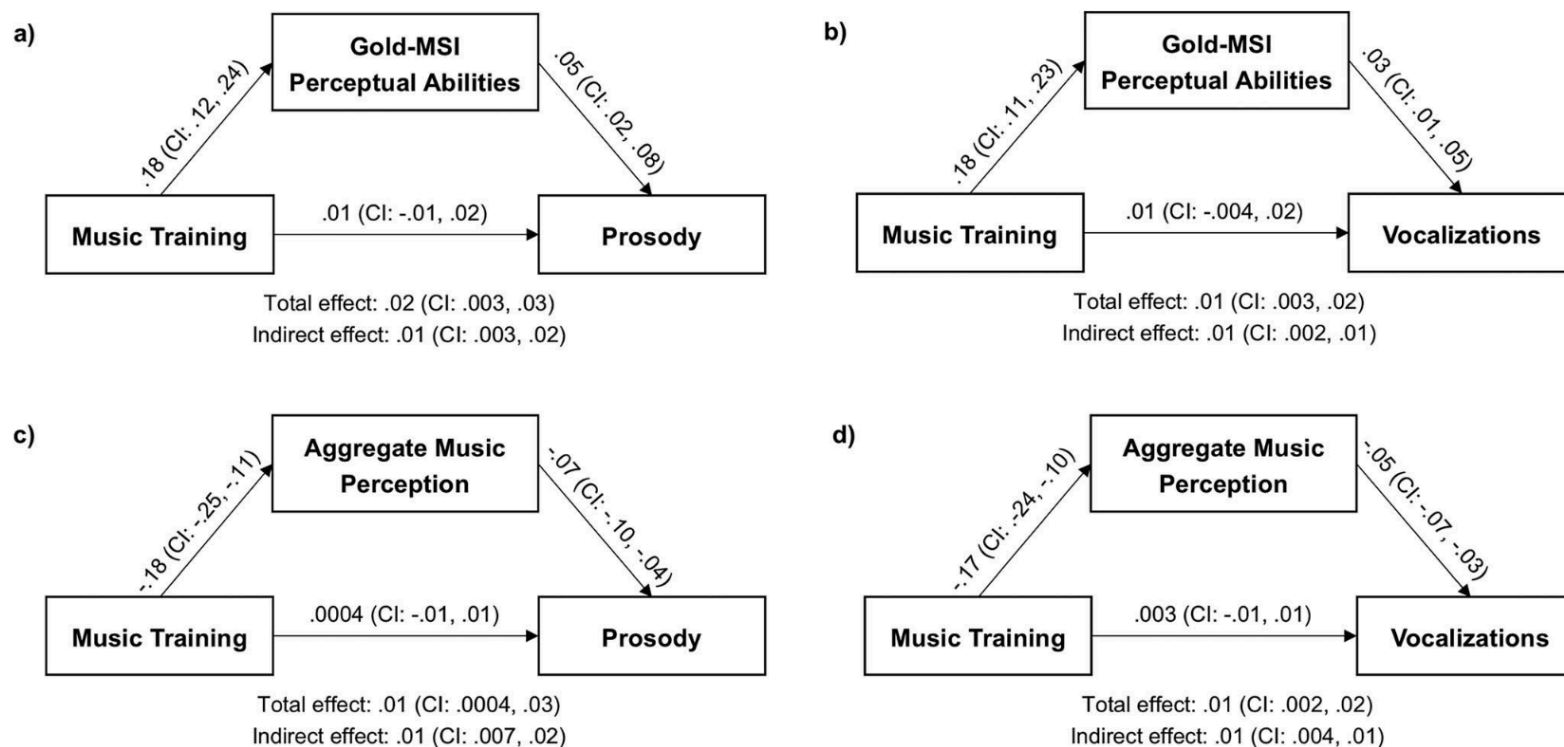 a)
Gold-MSI
Perceptual Abilities
.18 (CI: .12, .24)
.05 (CI: .02, .08)
Music Training
.01 (CI: -.01, .02)
Prosody
Total effect: .02 (CI: .003, .03)
Indirect effect: .01 (CI: .003, .02)
b)
Gold-MSI
Perceptual Abilities
.18 (CI: .11, .23)
.03 (CI: .01, .05)
Music Training
.01 (CI: -.004, .02)
Vocalizations
Total effect: .01 (CI: .003, .02)
Indirect effect: .01 (CI: .002, .01)
c)
Aggregate Music
Perception
-.18 (CI: -.25, -.11)
-.07 (CI: -.10, -.04)
Music Training
.0004 (CI: -.01, .01)
Prosody
Total effect: .01 (CI: .0004, .03)
Indirect effect: .01 (CI: .007, .02)
d)
Aggregate Music
Perception
-.17 (CI: -.24, -.10)
-.05 (CI: -.07, -.03)
Music Training
.003 (CI: -.01, .01)
Vocalizations
Total effect: .01 (CI: .002, .02)
Indirect effect: .01 (CI: .004, .01)